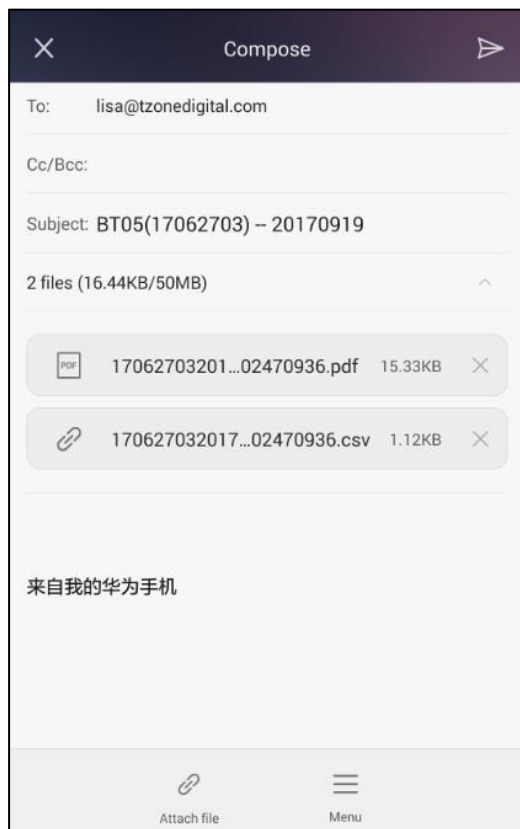 Compose
To: lisa@tzonedigital.com
Cc/Bcc:
Subject: BT05(17062703) -- 20170919
2 files (16.44KB/50MB)
PDF 17062703201...02470936.pdf 15.33KB
170627032017...02470936.csv 1.12KB
来自我的华为手机
Attach file Menu